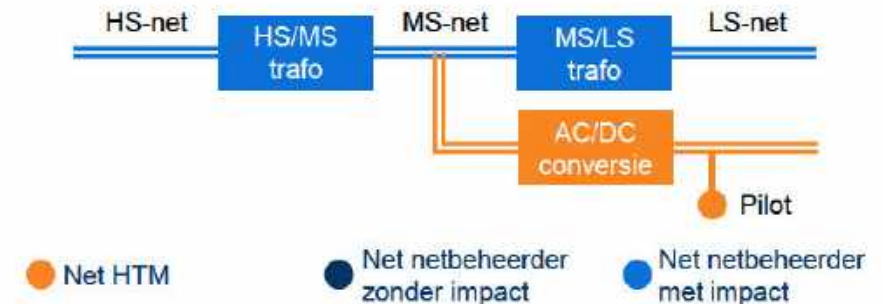 HS-net
HS/MS
trafo
MS-net
MS/LS
trafo
LS-net
AC/DC
conversie
Pilot
Net HTM
Net netbeheerder
zonder impact
Net netbeheerder
met impact